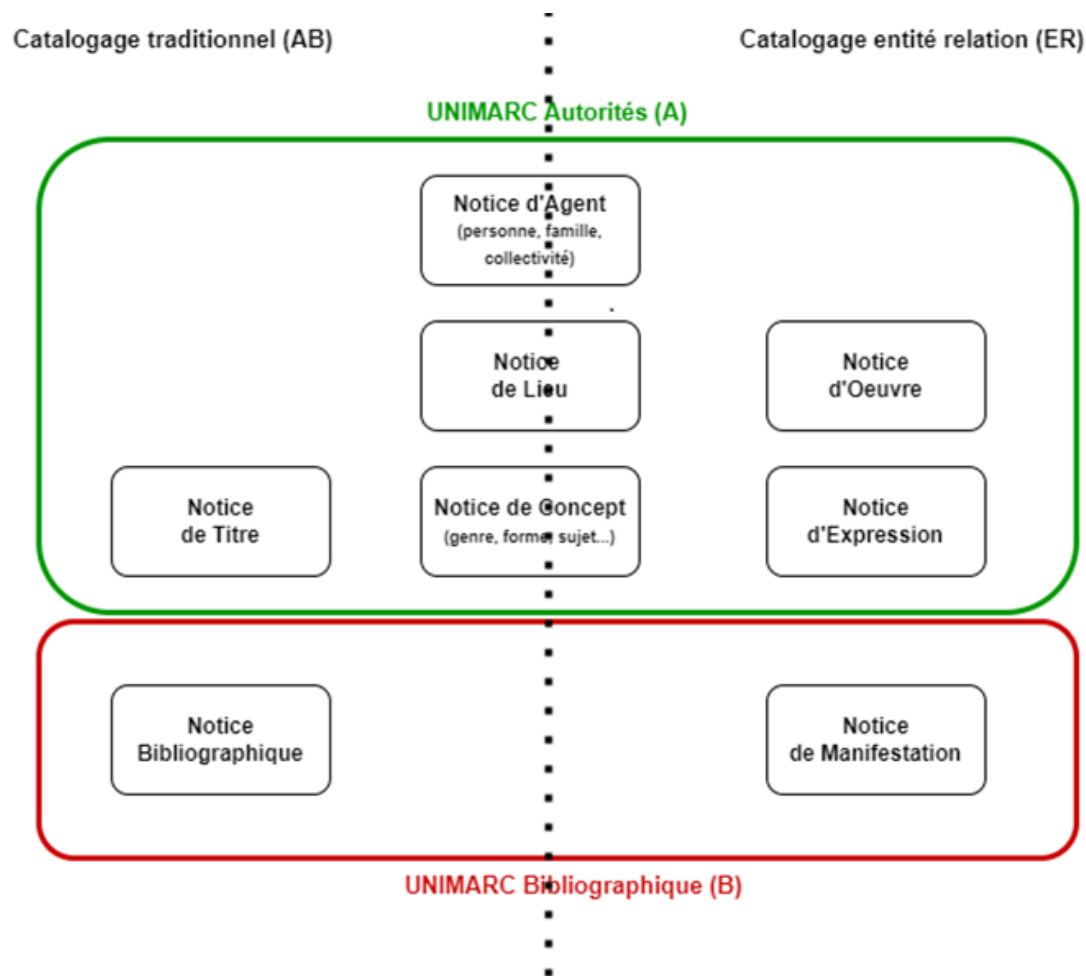 Catalogage traditionnel (AB)
Catalogage entité relation (ER)
UNIMARC Autorités (A)
Notice d'Agent
(personne, famille,
collectivité)
Notice
de Lieu
Notice
d'Oeuvre
Notice
de Titre
Notice de Concept
(genre, forme, sujet...)
Notice
d'Expression
Notice
Bibliographique
Notice
de Manifestation
UNIMARC Bibliographique (B)